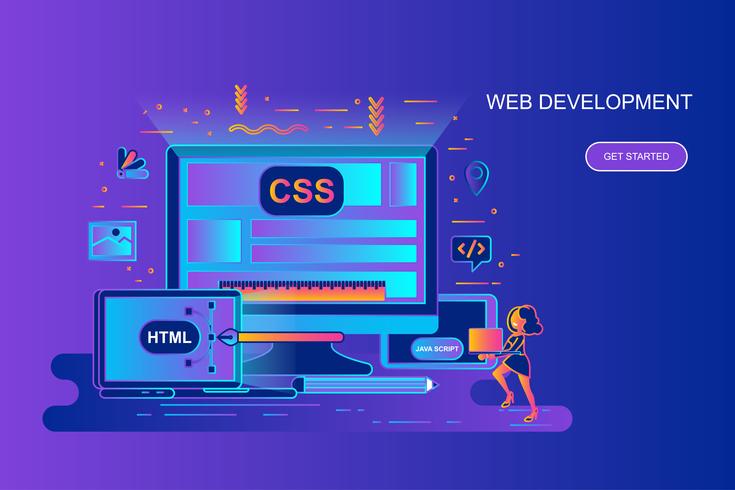 WEB DEVELOPMENT
GET STARTED
CSS
</>
HTML
JAVA SCRIPT